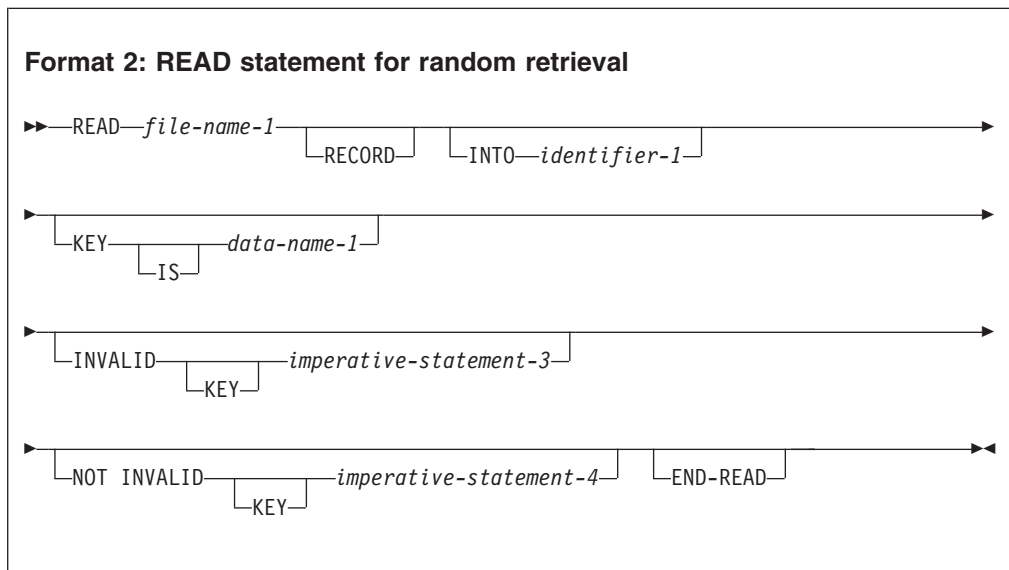 Format 2: READ statement for random retrieval
READ file-name-1 RECORD INTO identifier-1
KEY IS data-name-1
INVALID KEY imperative-statement-3
NOT INVALID KEY imperative-statement-4 END-READ